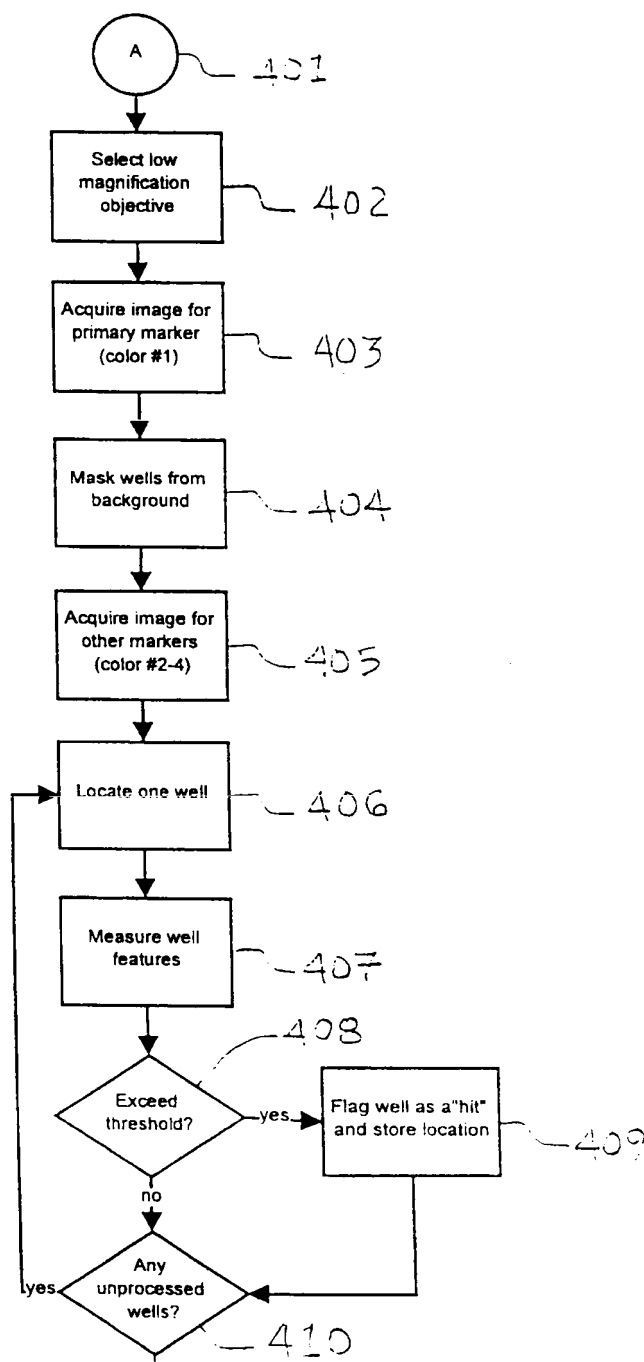 A
401
Select low
magnification
objective
402
Acquire image for
primary marker
(color #1)
403
Mask wells from
background
404
Acquire image for
other markers
(color #2-4)
405
Locate one well
406
Measure well
features
407
408
Exceed
threshold?
yes
Flag well as a"hit"
and store location
409
no
Any
unprocessed
wells?
yes
410